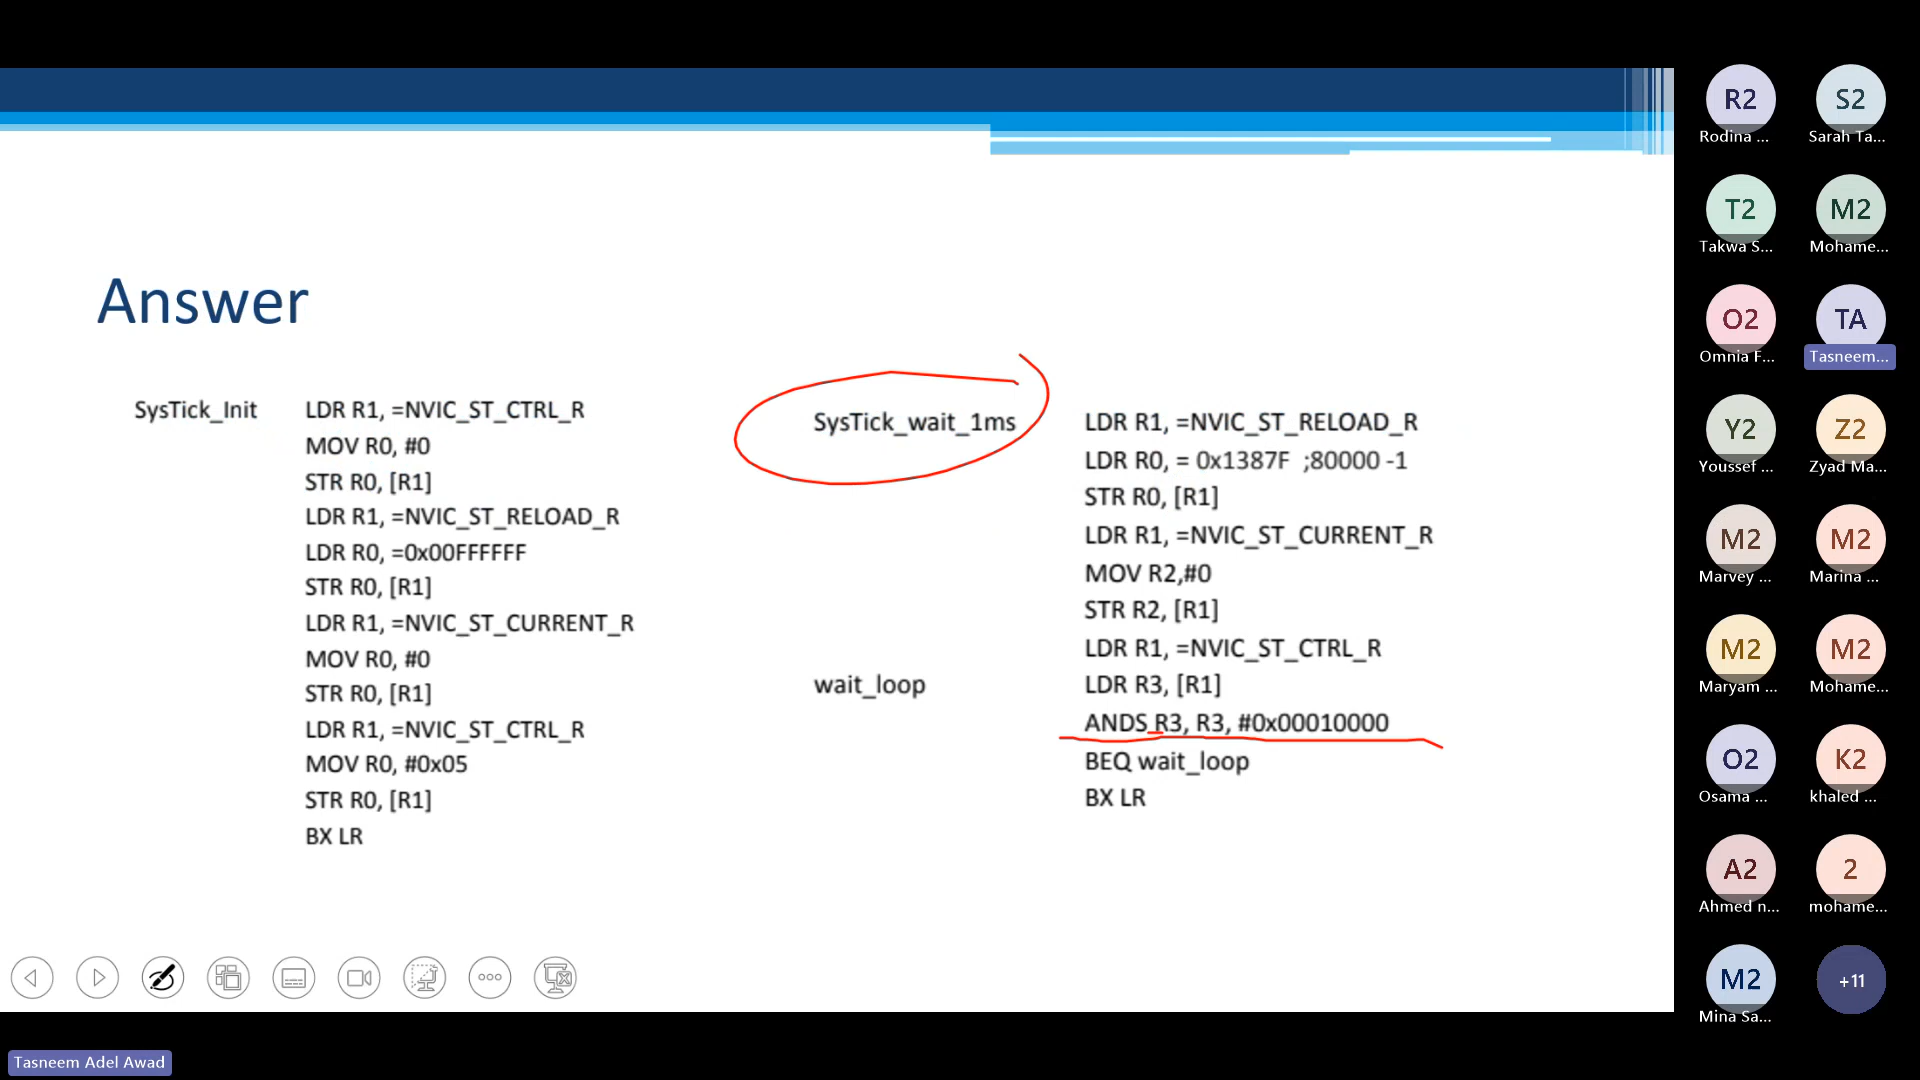 Answer
SysTick_Init LDR R1, =NVIC_ST_CTRL_R
MOV R0, #0
STR R0, [R1]
LDR R1, =NVIC_ST_RELOAD_R
LDR R0, =0x00FFFFFF
STR R0, [R1]
LDR R1, =NVIC_ST_CURRENT_R
MOV R0, #0
STR R0, [R1]
LDR R1, =NVIC_ST_CTRL_R
MOV R0, #0x05
STR R0, [R1]
BX LR
SysTick_wait_1ms LDR R1, =NVIC_ST_RELOAD_R
LDR R0, = 0x1387F ;80000 -1
STR R0, [R1]
LDR R1, =NVIC_ST_CURRENT_R
MOV R2,#0
STR R2, [R1]
LDR R1, =NVIC_ST_CTRL_R
wait_loop LDR R3, [R1]
ANDS R3, R3, #0x00010000
BEQ wait_loop
BX LR
R2 S2
Rodina ... Sarah Ta...
T2 M2
Takwa S... Mohame...
O2 TA
Omnia F... Tasneem...
Y2 Z2
Youssef ... Zyad Ma...
M2 M2
Marvey ... Marina ...
M2 M2
Maryam ... Mohame...
O2 K2
Osama ... khaled ...
A2 2
Ahmed n... mohame...
M2 +11
Mina Sa...
Tasneem Adel Awad